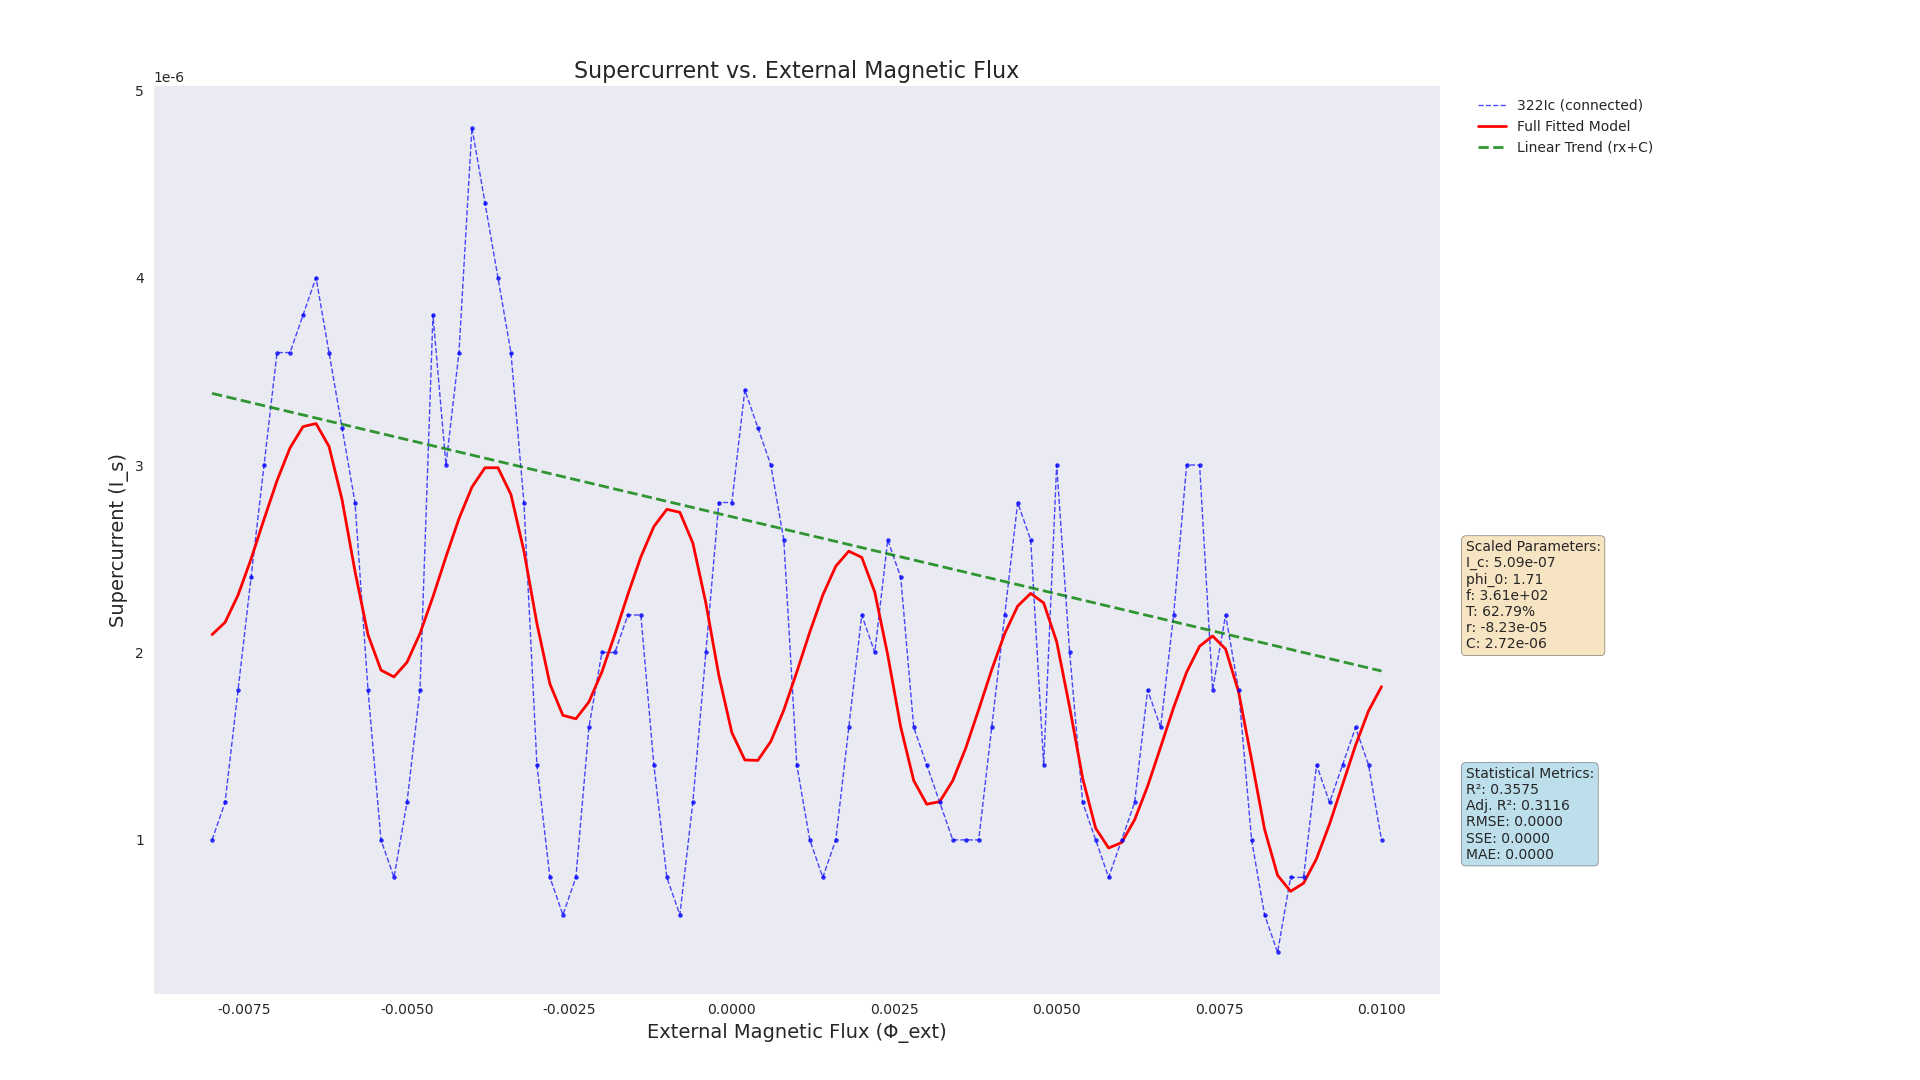 Supercurrent vs. External Magnetic Flux
1e-6
5
4
3
2
1
Supercurrent (I_s)
-0.0075 -0.0050 -0.0025 0.0000 0.0025 0.0050 0.0075 0.0100
External Magnetic Flux (Φ_ext)
322Ic (connected)
Full Fitted Model
Linear Trend (rx+C)
Scaled Parameters:
I_c: 5.09e-07
phi_0: 1.71
f: 3.61e+02
T: 62.79%
r: -8.23e-05
C: 2.72e-06
Statistical Metrics:
R²: 0.3575
Adj. R²: 0.3116
RMSE: 0.0000
SSE: 0.0000
MAE: 0.0000